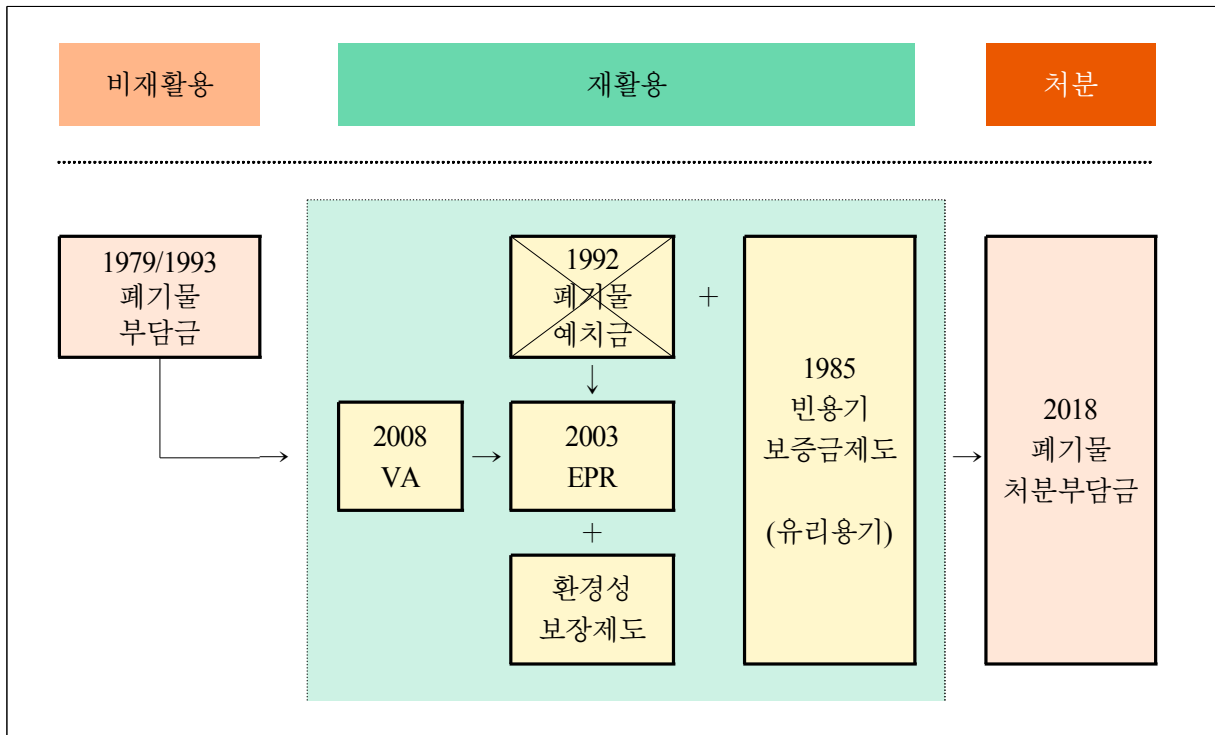 비재활용
재활용
처분
1979/1993
폐기물
부담금
1992
폐기물
예치금
+
2008
VA
2003
EPR
+
환경성
보장제도
1985
빈용기
보증금제도
(유리용기)
2018
폐기물
처분부담금